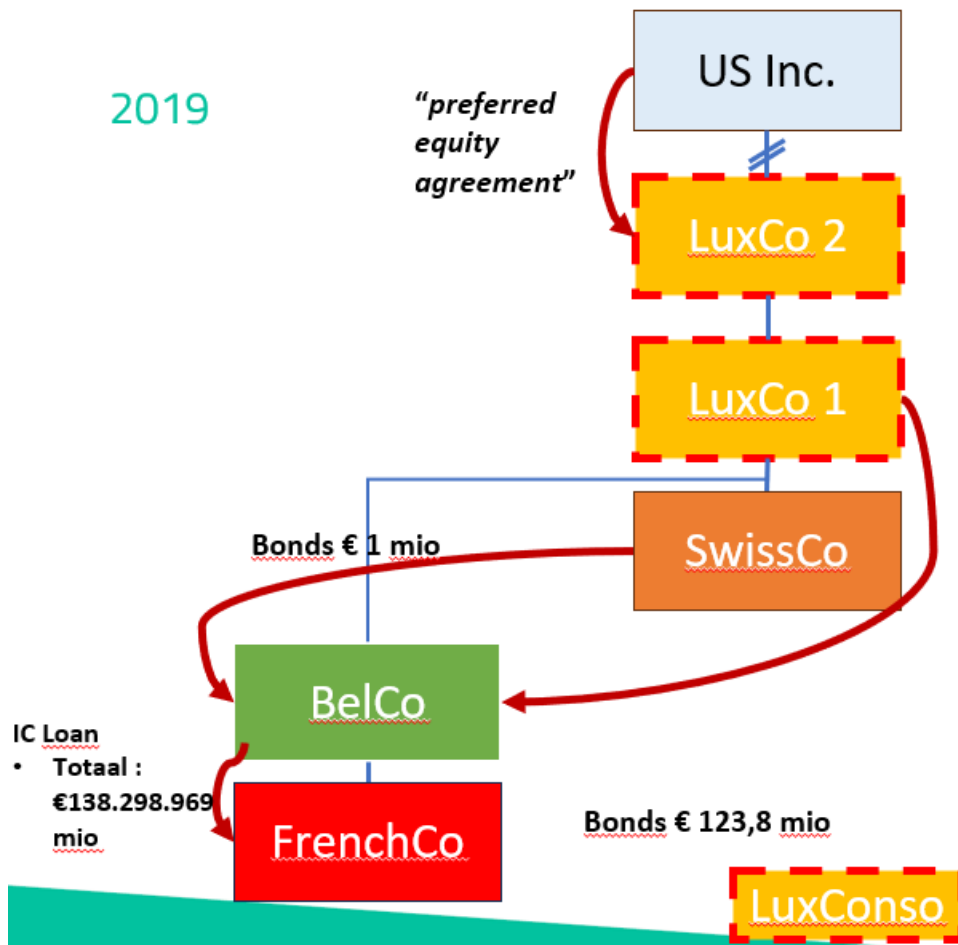 2019
“preferred
equity
agreement”
US Inc.
LuxCo 2
LuxCo 1
Bonds € 1 mio
SwissCo
BelCo
IC Loan
• Totaal :
€138.298.969
mio
FrenchCo
Bonds € 123,8 mio
LuxConso